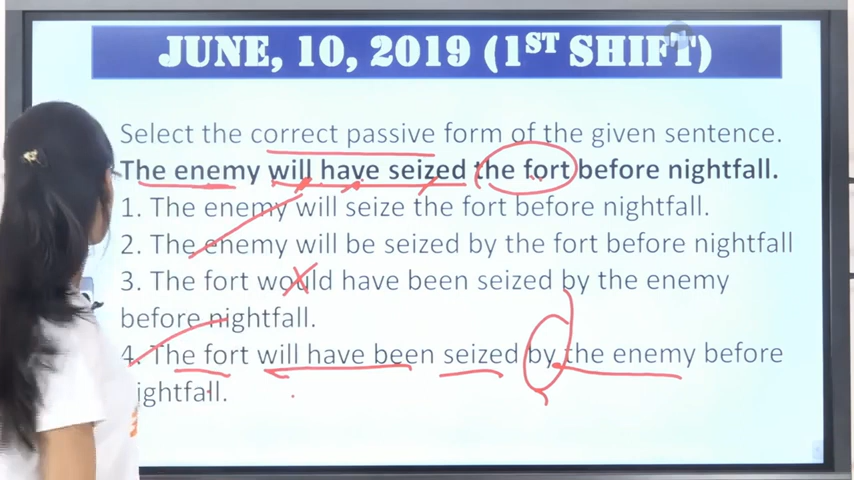 JUNE, 10, 2019 (1ST SHIFT)
Select the correct passive form of the given sentence.
The enemy will have seized the fort before nightfall.
1. The enemy will seize the fort before nightfall.
2. The enemy will be seized by the fort before nightfall
3. The fort would have been seized by the enemy
before nightfall.
4. The fort will have been seized by the enemy before
nightfall.